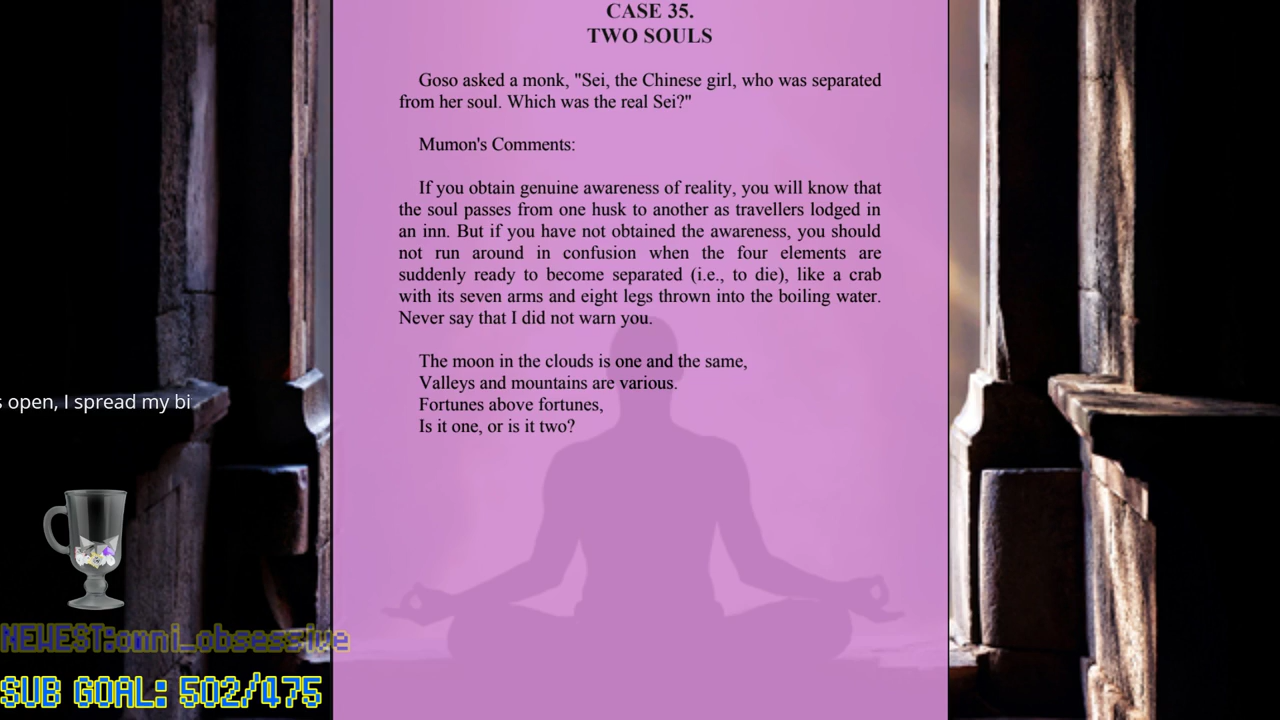 CASE 35.
TWO SOULS
Goso asked a monk, "Sei, the Chinese girl, who was separated
from her soul. Which was the real Sei?"
Mumon's Comments:
If you obtain genuine awareness of reality, you will know that
the soul passes from one husk to another as travellers lodged in
an inn. But if you have not obtained the awareness, you should
not run around in confusion when the four elements are
suddenly ready to become separated (i.e., to die), like a crab
with its seven arms and eight legs thrown into the boiling water.
Never say that I did not warn you.
The moon in the clouds is one and the same,
Valleys and mountains are various.
Fortunes above fortunes,
Is it one, or is it two?
s open, I spread my bi
NEWEST:omni_obsessive
SUB GOAL: 502/475